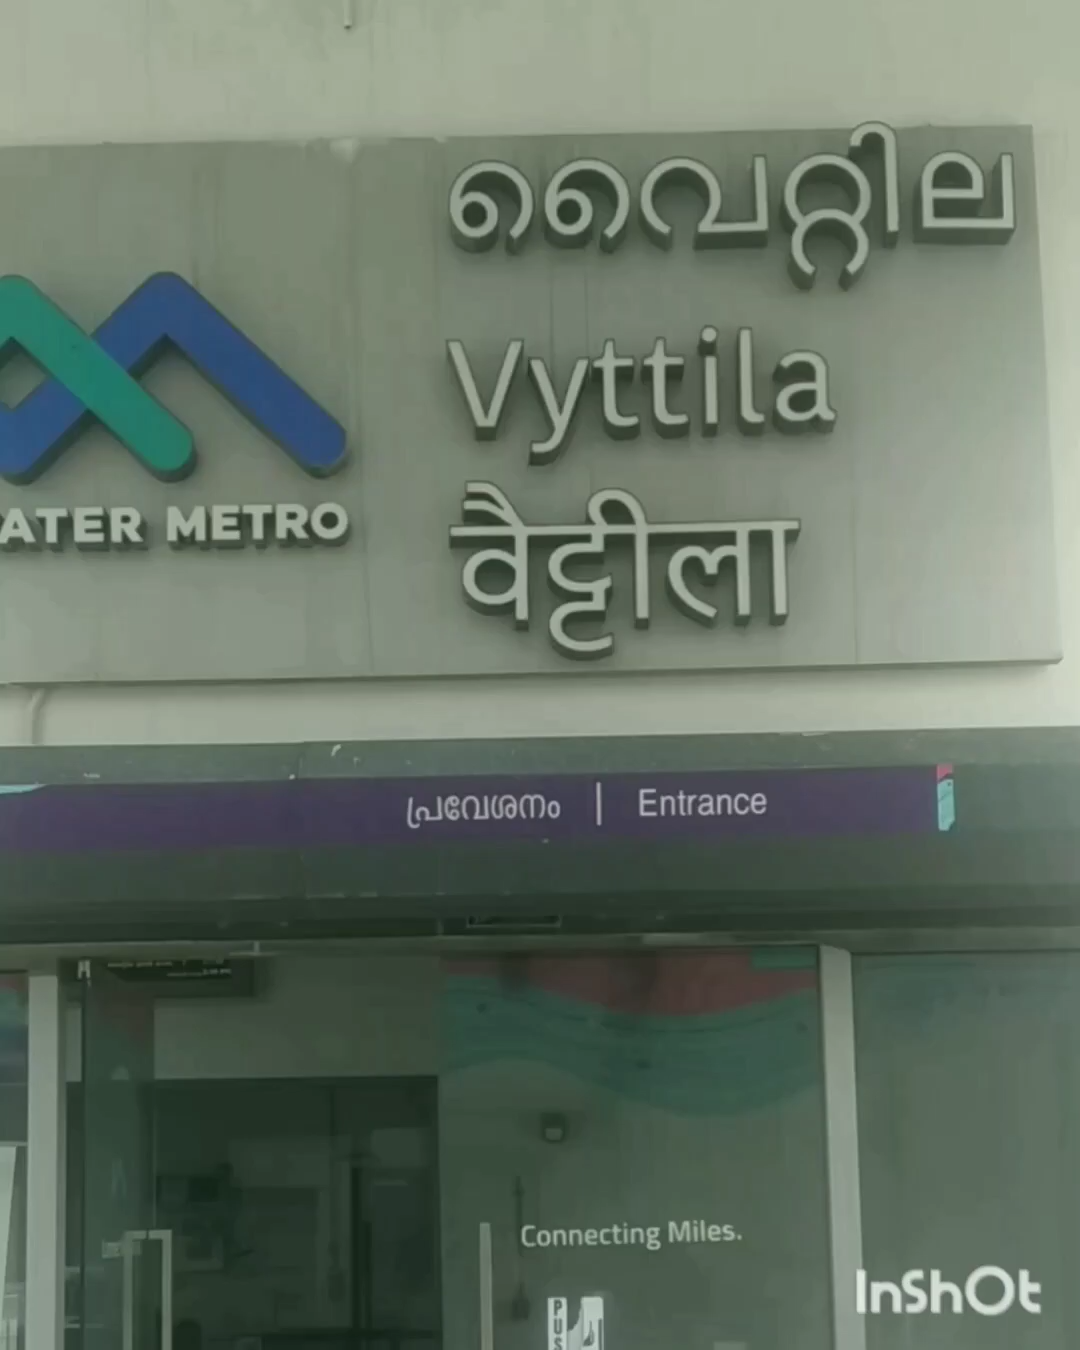 വൈറ്റില
Vyttila
वैट्टीला
ATER METRO
പ്രവേശനം | Entrance
Connecting Miles.
InShOt